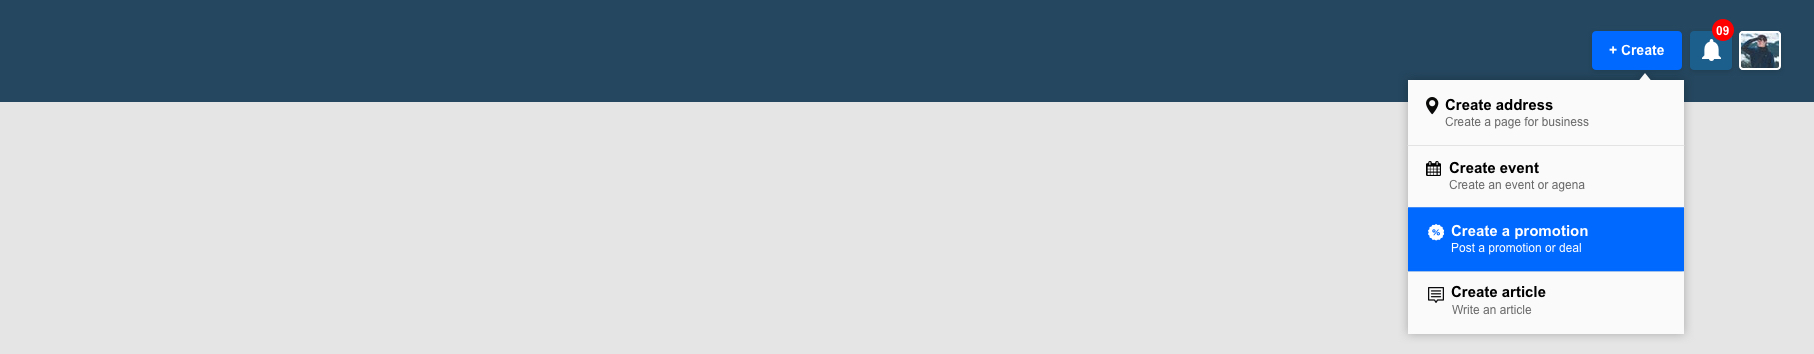 09
+ Create
Create address
Create a page for business
Create event
Create an event or agena
%
Create a promotion
Post a promotion or deal
Create article
Write an article